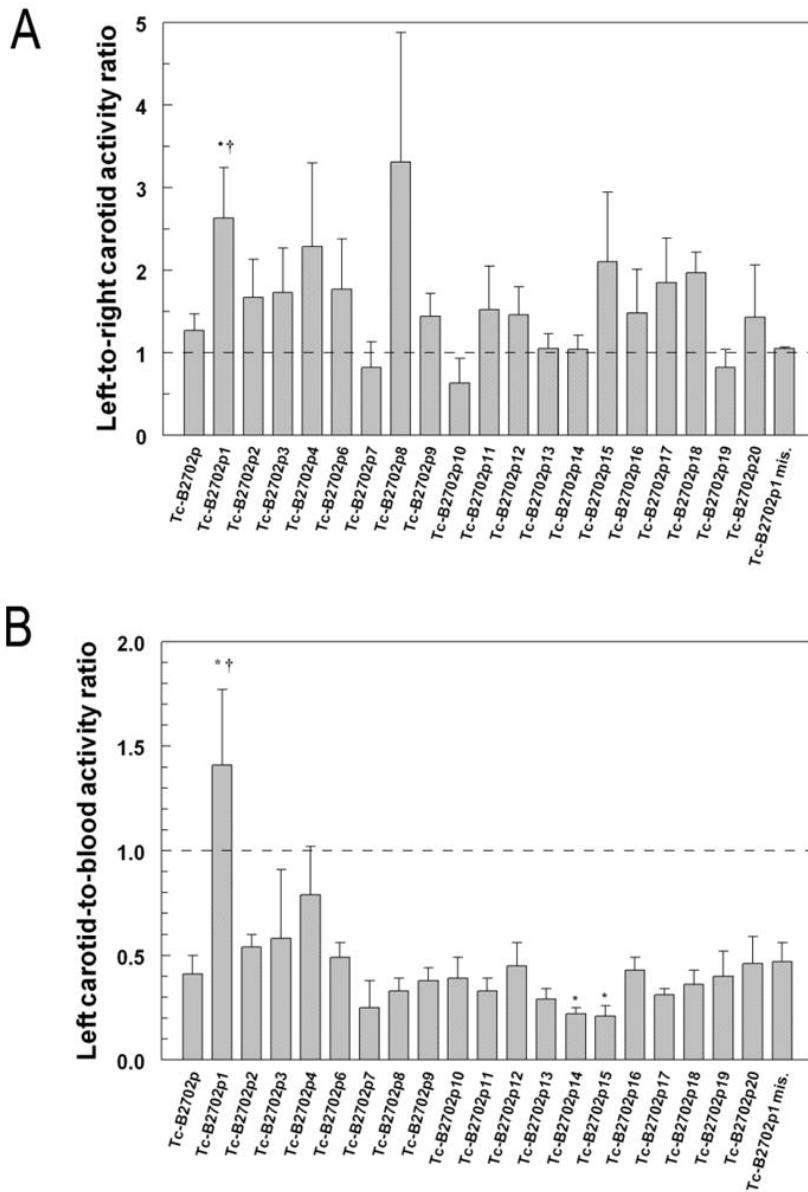 A
Left-to-right carotid activity ratio
5
4
3
2
1
0
*†
Tc-B2702p
Tc-B2702p1
Tc-B2702p2
Tc-B2702p3
Tc-B2702p4
Tc-B2702p6
Tc-B2702p7
Tc-B2702p8
Tc-B2702p9
Tc-B2702p10
Tc-B2702p11
Tc-B2702p12
Tc-B2702p13
Tc-B2702p14
Tc-B2702p15
Tc-B2702p16
Tc-B2702p17
Tc-B2702p18
Tc-B2702p19
Tc-B2702p20
Tc-B2702p1 mis.
B
Left carotid-to-blood activity ratio
2.0
1.5
1.0
0.5
0.0
* †
*
*
Tc-B2702p
Tc-B2702p1
Tc-B2702p2
Tc-B2702p3
Tc-B2702p4
Tc-B2702p6
Tc-B2702p7
Tc-B2702p8
Tc-B2702p9
Tc-B2702p10
Tc-B2702p11
Tc-B2702p12
Tc-B2702p13
Tc-B2702p14
Tc-B2702p15
Tc-B2702p16
Tc-B2702p17
Tc-B2702p18
Tc-B2702p19
Tc-B2702p20
Tc-B2702p1 mis.